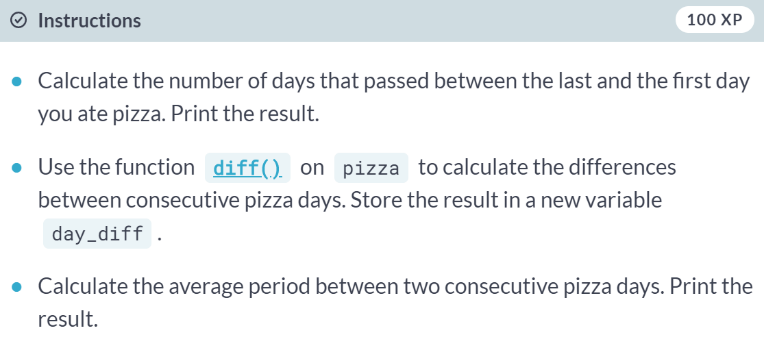 Instructions 100 XP
Calculate the number of days that passed between the last and the first day
you ate pizza. Print the result.
Use the function diff() on pizza to calculate the differences
between consecutive pizza days. Store the result in a new variable
day_diff .
Calculate the average period between two consecutive pizza days. Print the
result.